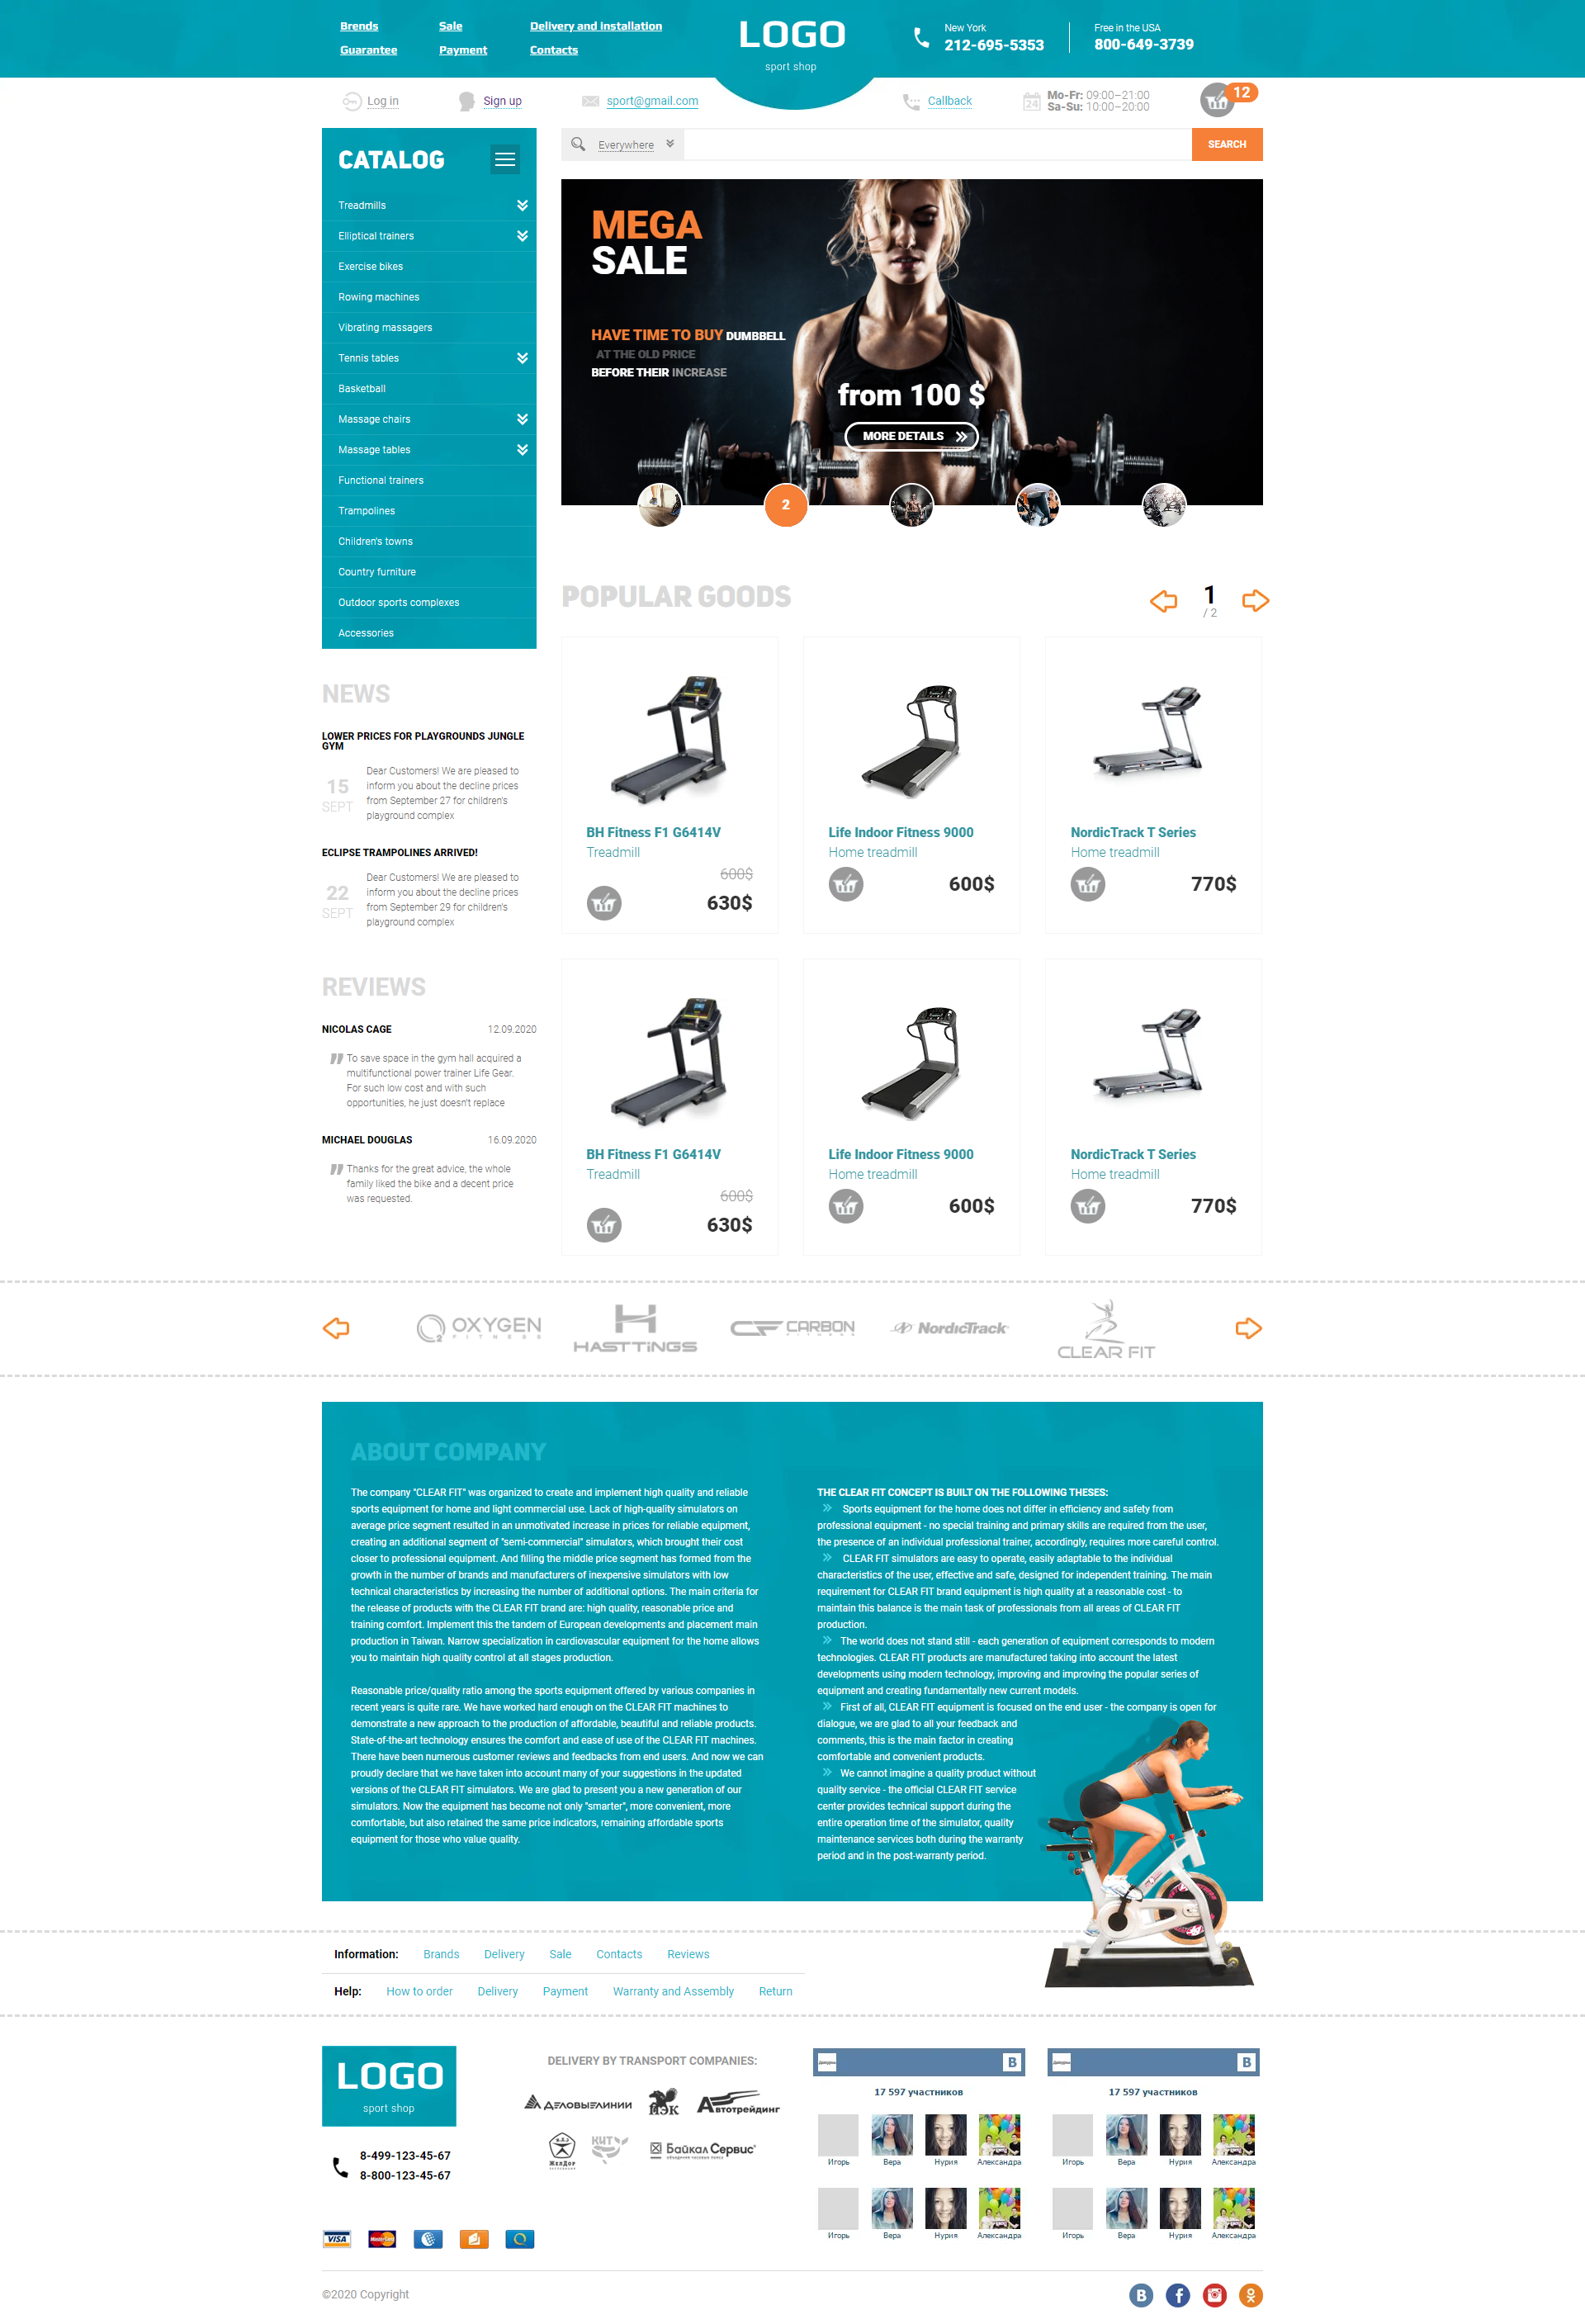 Brends
Sale
Delivery and installation
Guarantee
Payment
Contacts
LOGO
sport shop
New York
212-695-5353
Free in the USA
800-649-3739
Log in
Sign up
sport@gmail.com
Callback
24
Mo-Fr: 09:00–21:00
Sa-Su: 10:00–20:00
12
CATALOG
Treadmills
Elliptical trainers
Exercise bikes
Rowing machines
Vibrating massagers
Tennis tables
Basketball
Massage chairs
Massage tables
Functional trainers
Trampolines
Children's towns
Country furniture
Outdoor sports complexes
Accessories
Everywhere
SEARCH
MEGA
SALE
HAVE TIME TO BUY DUMBBELL
AT THE OLD PRICE
BEFORE THEIR INCREASE
from 100 $
MORE DETAILS
2
POPULAR GOODS
1
/ 2
BH Fitness F1 G6414V
Treadmill
600$
630$
Life Indoor Fitness 9000
Home treadmill
600$
NordicTrack T Series
Home treadmill
770$
BH Fitness F1 G6414V
Treadmill
600$
630$
Life Indoor Fitness 9000
Home treadmill
600$
NordicTrack T Series
Home treadmill
770$
NEWS
LOWER PRICES FOR PLAYGROUNDS JUNGLE
GYM
15
SEPT
Dear Customers! We are pleased to
inform you about the decline prices
from September 27 for children's
playground complex
ECLIPSE TRAMPOLINES ARRIVED!
22
SEPT
Dear Customers! We are pleased to
inform you about the decline prices
from September 29 for children's
playground complex
REVIEWS
NICOLAS CAGE
12.09.2020
To save space in the gym hall acquired a
multifunctional power trainer Life Gear.
For such low cost and with such
opportunities, he just doesn't replace
MICHAEL DOUGLAS
16.09.2020
Thanks for the great advice, the whole
family liked the bike and a decent price
was requested.
O2 OXYGEN
FITNESS
HASTTINGS
CF CARBON
NordicTrack
CLEAR FIT
ABOUT COMPANY
The company "CLEAR FIT" was organized to create and implement high quality and reliable
sports equipment for home and light commercial use. Lack of high-quality simulators on
average price segment resulted in an unmotivated increase in prices for reliable equipment,
creating an additional segment of "semi-commercial" simulators, which brought their cost
closer to professional equipment. And filling the middle price segment has formed from the
growth in the number of brands and manufacturers of inexpensive simulators with low
technical characteristics by increasing the number of additional options. The main criteria for
the release of products with the CLEAR FIT brand are: high quality, reasonable price and
training comfort. Implement this the tandem of European developments and placement main
production in Taiwan. Narrow specialization in cardiovascular equipment for the home allows
you to maintain high quality control at all stages production.
Reasonable price/quality ratio among the sports equipment offered by various companies in
recent years is quite rare. We have worked hard enough on the CLEAR FIT machines to
demonstrate a new approach to the production of affordable, beautiful and reliable products.
State-of-the-art technology ensures the comfort and ease of use of the CLEAR FIT machines.
There have been numerous customer reviews and feedbacks from end users. And now we can
proudly declare that we have taken into account many of your suggestions in the updated
versions of the CLEAR FIT simulators. We are glad to present you a new generation of our
simulators. Now the equipment has become not only "smarter", more convenient, more
comfortable, but also retained the same price indicators, remaining affordable sports
equipment for those who value quality.
THE CLEAR FIT CONCEPT IS BUILT ON THE FOLLOWING THESES:
Sports equipment for the home does not differ in efficiency and safety from
professional equipment - no special training and primary skills are required from the user,
the presence of an individual professional trainer, accordingly, requires more careful control.
CLEAR FIT simulators are easy to operate, easily adaptable to the individual
characteristics of the user, effective and safe, designed for independent training. The main
requirement for CLEAR FIT brand equipment is high quality at a reasonable cost - to
maintain this balance is the main task of professionals from all areas of CLEAR FIT
production.
The world does not stand still - each generation of equipment corresponds to modern
technologies. CLEAR FIT products are manufactured taking into account the latest
developments using modern technology, improving and improving the popular series of
equipment and creating fundamentally new current models.
First of all, CLEAR FIT equipment is focused on the end user - the company is open for
dialogue, we are glad to all your feedback and
comments, this is the main factor in creating
comfortable and convenient products.
We cannot imagine a quality product without
quality service - the official CLEAR FIT service
center provides technical support during the
entire operation time of the simulator, quality
maintenance services both during the warranty
period and in the post-warranty period.
Information:
Brands
Delivery
Sale
Contacts
Reviews
Help:
How to order
Delivery
Payment
Warranty and Assembly
Return
LOGO
sport shop
8-499-123-45-67
8-800-123-45-67
VISA
MasterCard
DELIVERY BY TRANSPORT COMPANIES:
ДЕЛОВЫЕ ЛИНИИ
ПЭК
Автотрейдинг
ЖелДор
КИТ
Байкал Сервис
В
17 597 участников
Игорь
Вера
Нурия
Александра
Игорь
Вера
Нурия
Александра
В
17 597 участников
Игорь
Вера
Нурия
Александра
Игорь
Вера
Нурия
Александра
©2020 Copyright
В
f